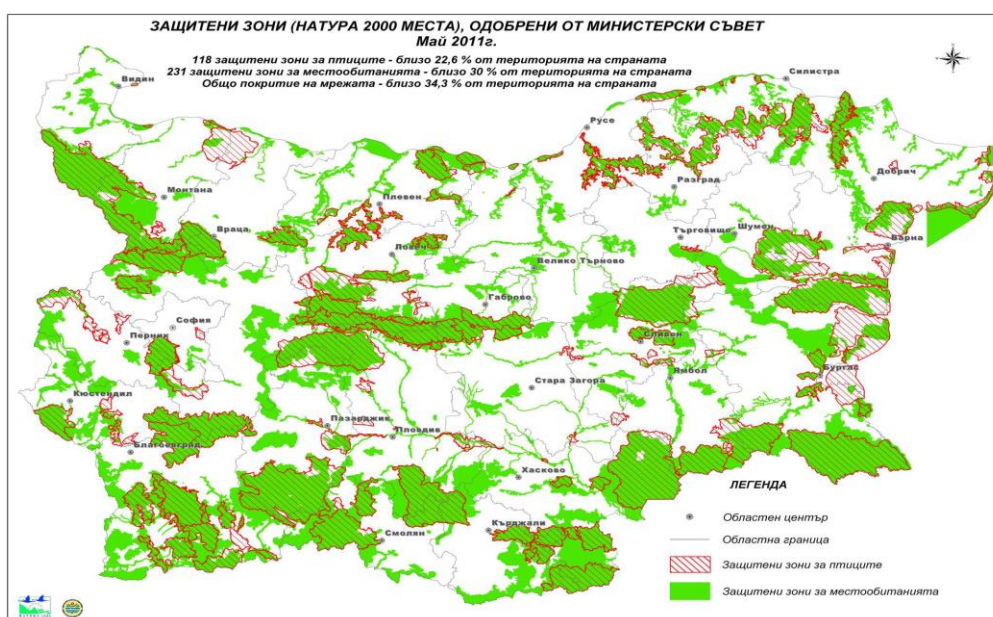 ЗАЩИТЕНИ ЗОНИ (НАТУРА 2000 МЕСТА), ОДОБРЕНИ ОТ МИНИСТЕРСКИ СЪВЕТ
Май 2011г.
118 защитени зони за птиците - близо 22,6 % от територията на страната
231 защитени зони за местообитанията - близо 30 % от територията на страната
Общо покритие на мрежата - близо 34,3 % от територията на страната
Видин
Силистра
Русе
Добрич
Монтана
Разград
Плевен
Враца
Търговище
Шумен
Варна
Ловеч
Велико Търново
Габрово
София
Перник
Сливен
Бургас
Ямбол
Стара Загора
Кюстендил
Пазарджик
Пловдив
Благоевград
Хасково
Кърджали
Смолян
ЛЕГЕНДА
Областен център
Областна граница
Защитени зони за птиците
Защитени зони за местообитанията